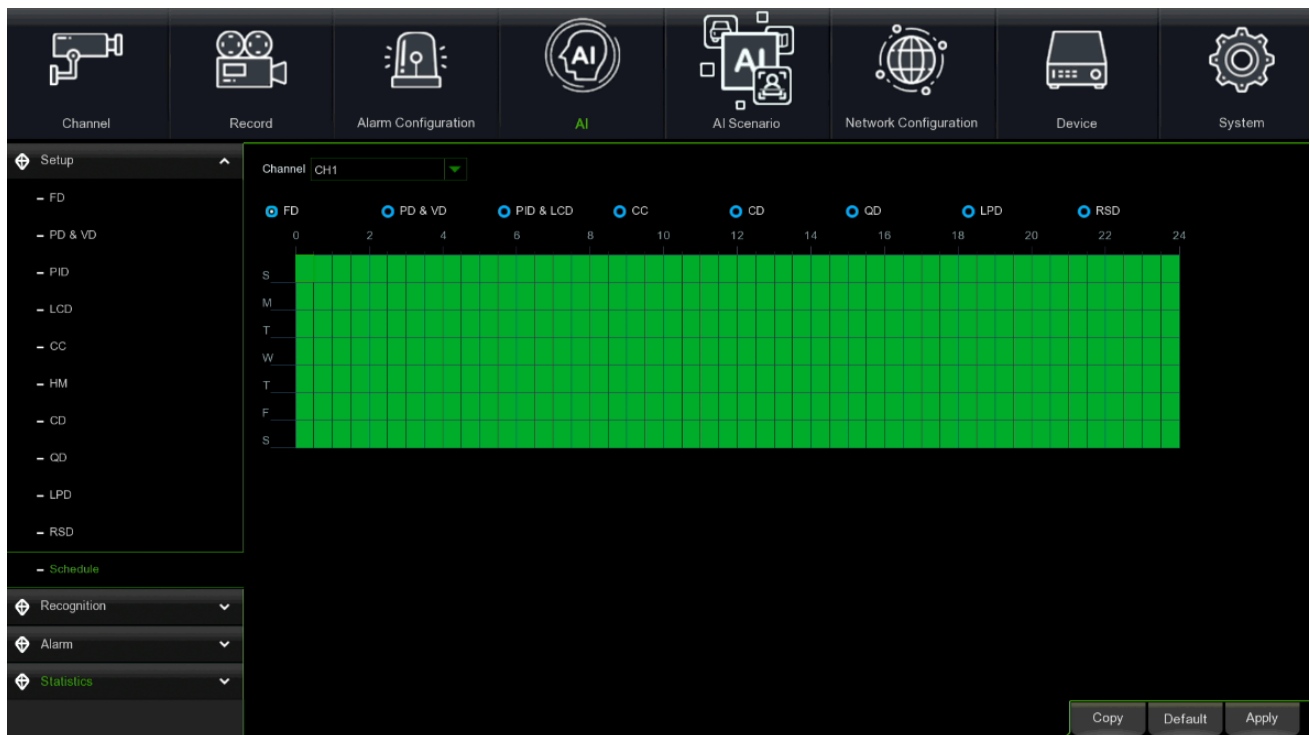 AI
AI
Channel Record Alarm Configuration AI AI Scenario Network Configuration Device System
Setup
FD
PD & VD
PID
LCD
CC
HM
CD
QD
LPD
RSD
Schedule
Recognition
Alarm
Statistics
Channel CH1
FD PD & VD PID & LCD CC CD QD LPD RSD
0 2 4 6 8 10 12 14 16 18 20 22 24
S
M
T
W
T
F
S
Copy Default Apply